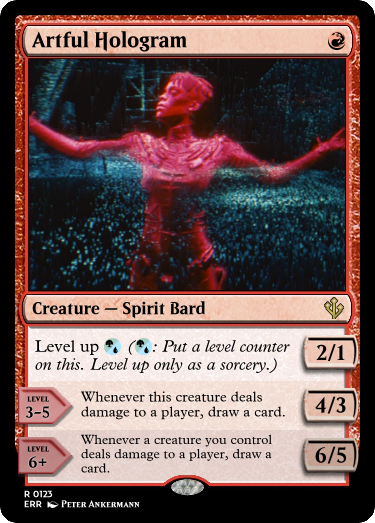 Artful Hologram
Creature — Spirit Bard
Level up (: Put a level counter
on this. Level up only as a sorcery.)
2/1
LEVEL
3-5
Whenever this creature deals
damage to a player, draw a card.
4/3
LEVEL
6+
Whenever a creature you control
deals damage to a player, draw a
card.
6/5
R 0123
ERR Peter Ankermann